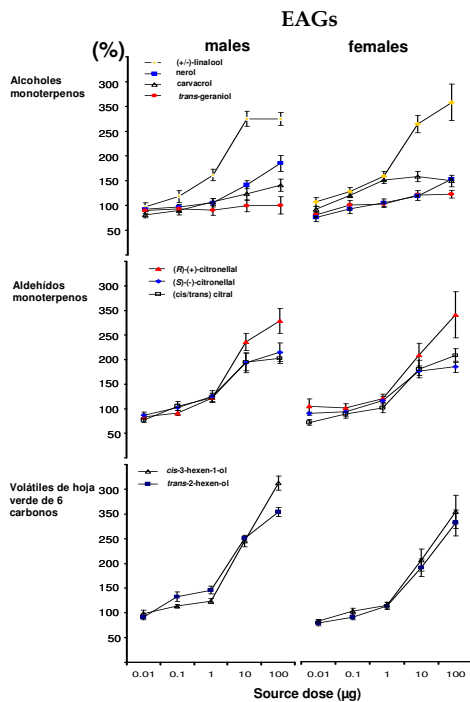 EAGs
(%)
males
females
Alcoholes
monoterpenos
(+/-)-linalool
nerol
carvacrol
trans-geraniol
300
250
200
150
100
50
Aldehídos
monoterpenos
(R)-(+)-citronellal
(S)-(-)-citronellal
(cis/trans) citral
300
250
200
150
100
50
Volátiles de hoja
verde de 6
carbonos
cis-3-hexen-1-ol
trans-2-hexen-ol
350
300
250
200
150
100
50
0.01 0.1 1 10 100 0.01 0.1 1 10 100
Source dose (µg)